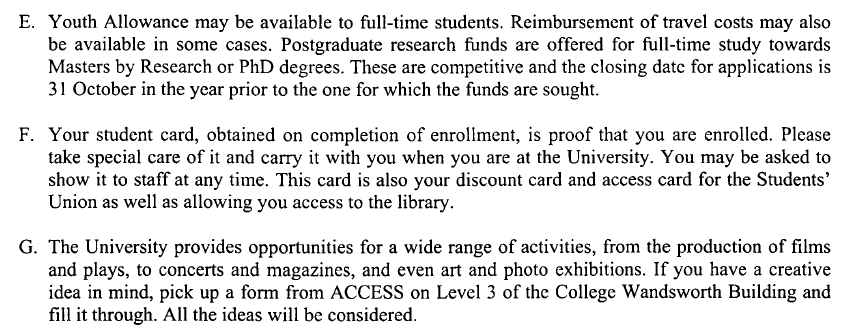 E. Youth Allowance may be available to full-time students. Reimbursement of travel costs may also
be available in some cases. Postgraduate research funds are offered for full-time study towards
Masters by Research or PhD degrees. These are competitive and the closing date for applications is
31 October in the year prior to the one for which the funds are sought.
F. Your student card, obtained on completion of enrollment, is proof that you are enrolled. Please
take special care of it and carry it with you when you are at the University. You may be asked to
show it to staff at any time. This card is also your discount card and access card for the Students'
Union as well as allowing you access to the library.
G. The University provides opportunities for a wide range of activities, from the production of films
and plays, to concerts and magazines, and even art and photo exhibitions. If you have a creative
idea in mind, pick up a form from ACCESS on Level 3 of the College Wandsworth Building and
fill it through. All the ideas will be considered.